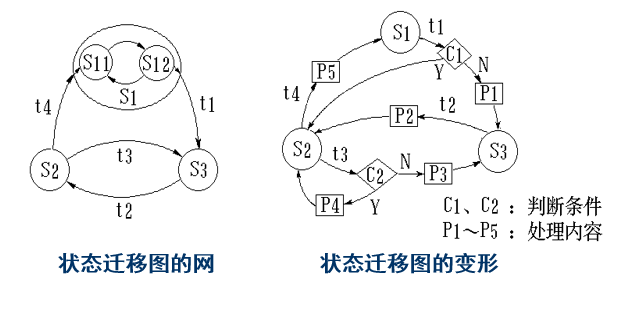 S11
S12
S1
t4
t1
S2
t3
S3
t2
状态迁移图的网
S1
t1
C1
Y
N
P5
P1
t4
P2
t2
S2
t3
S3
C2
N
P3
P4
Y
C1、C2：判断条件
P1～P5：处理内容
状态迁移图的变形